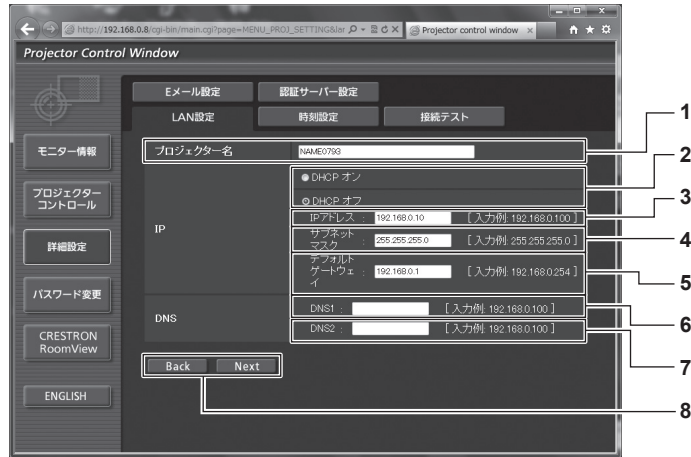 http://192.168.0.8/cgi-bin/main.cgi?page=MENU_PROJ_SETTING&lar
Projector control window
Projector Control Window
Eメール設定
認証サーバー設定
LAN設定
時刻設定
接続テスト
モニター情報
プロジェクター
コントロール
詳細設定
パスワード変更
CRESTRON
RoomView
ENGLISH
プロジェクター名
NAME0793
IP
DHCP オン
DHCP オフ
IPアドレス : 192.168.0.10 [入力例: 192.168.0.100]
サブネット
マスク : 255.255.255.0 [入力例: 255.255.255.0]
デフォルト
ゲートウェ : 192.168.0.1 [入力例: 192.168.0.254]
イ
DNS
DNS1 : [入力例: 192.168.0.100]
DNS2 : [入力例: 192.168.0.100]
Back
Next
1
2
3
4
5
6
7
8